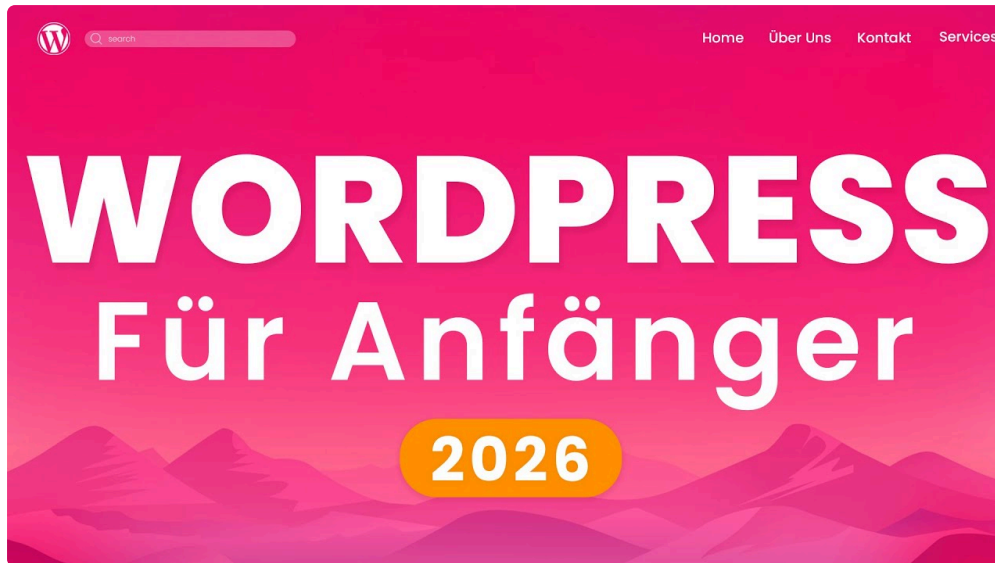 search
Home Über Uns Kontakt Services
WORDPRESS
Für Anfänger
2026